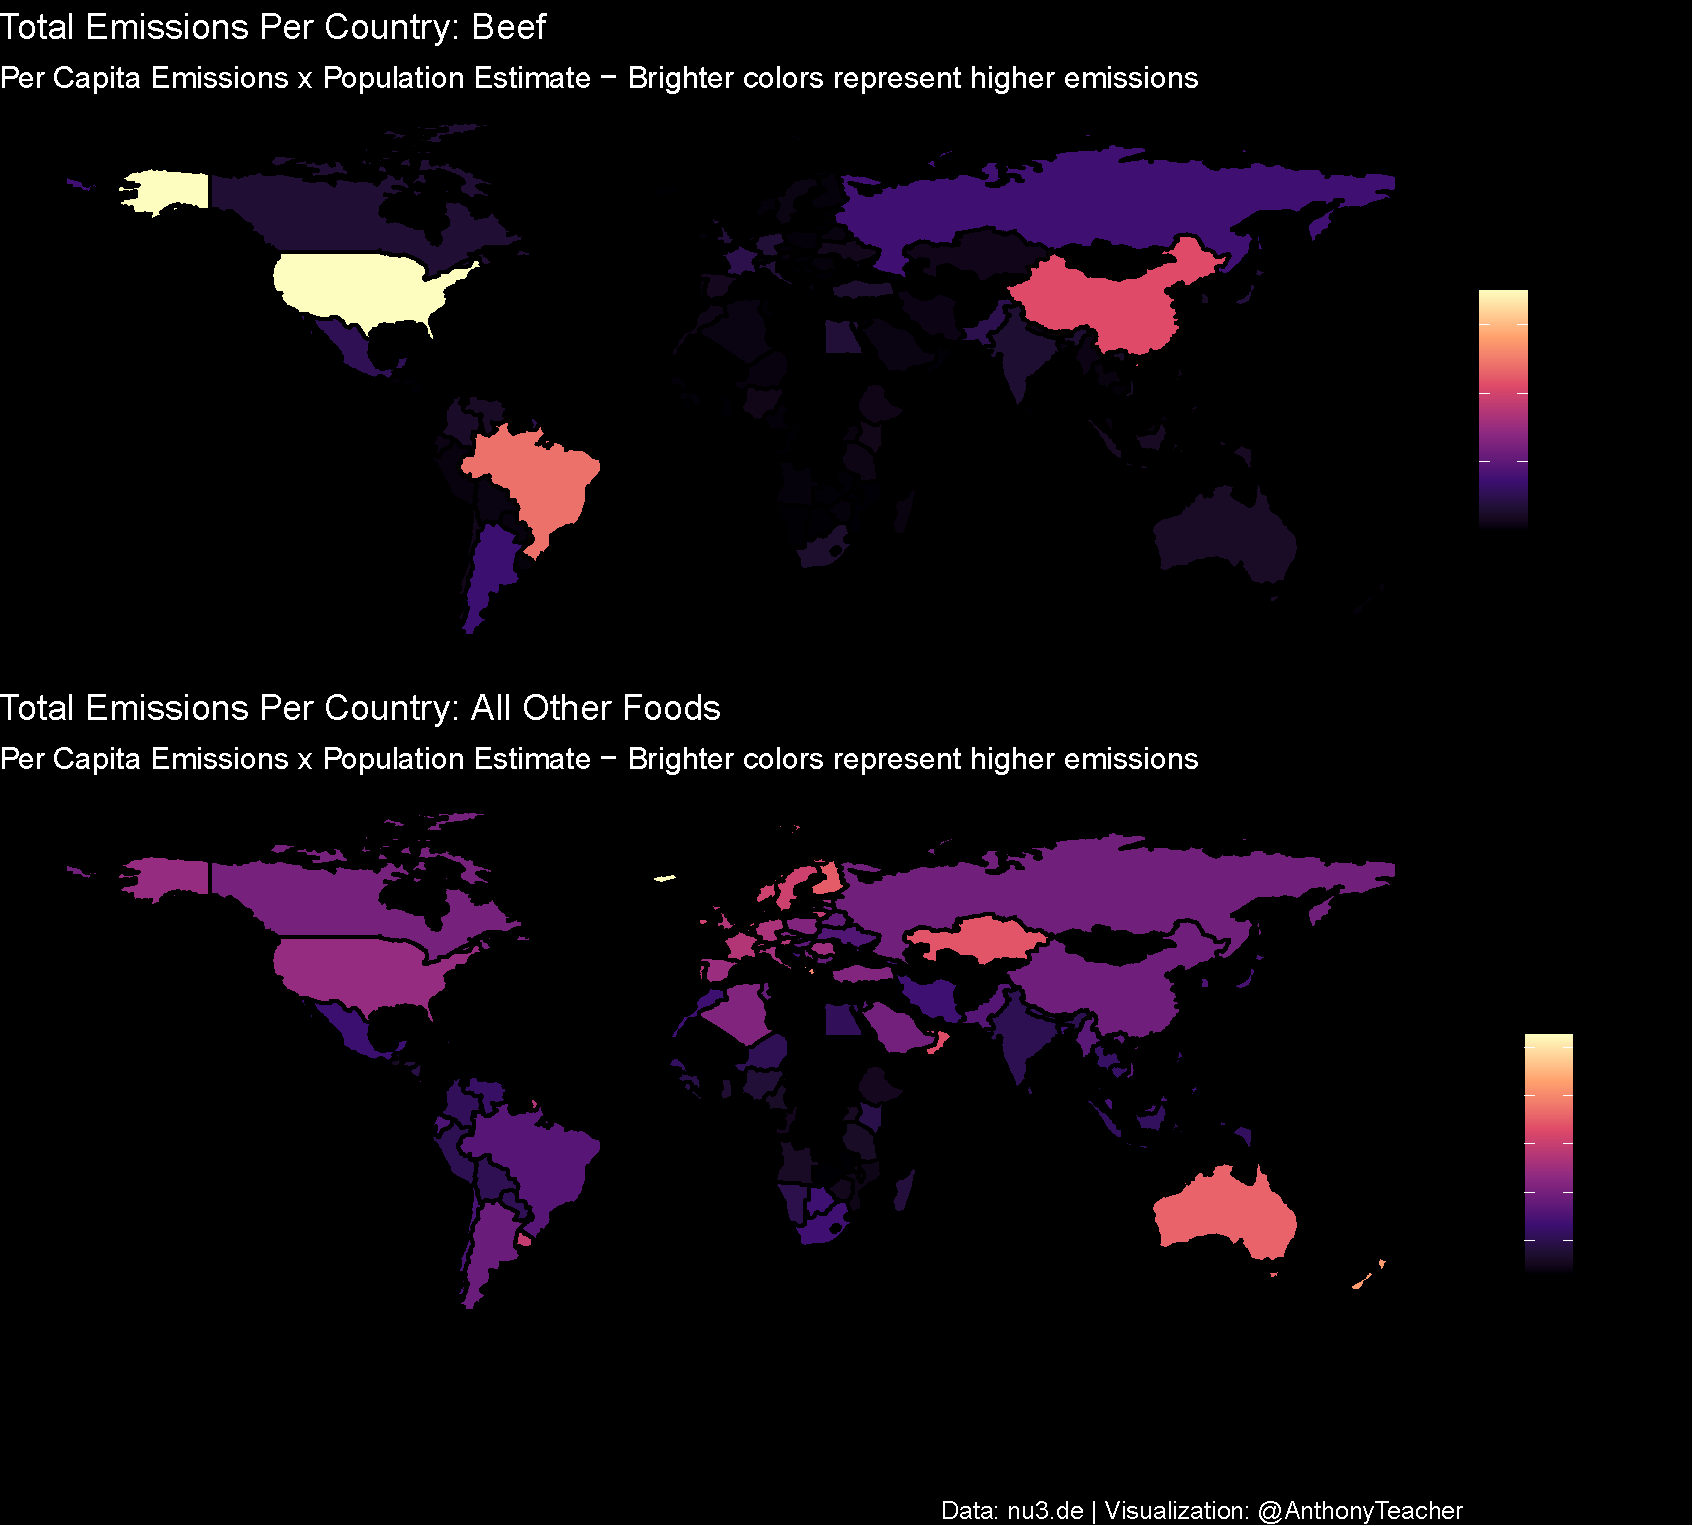 Total Emissions Per Country: Beef
Per Capita Emissions x Population Estimate − Brighter colors represent higher emissions
Total Emissions Per Country: All Other Foods
Per Capita Emissions x Population Estimate − Brighter colors represent higher emissions
Data: nu3.de | Visualization: @AnthonyTeacher